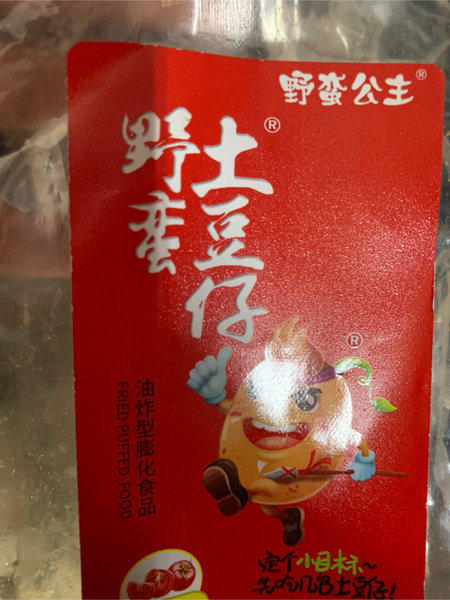 野蛮公主®
野蛮
土豆仔®
®
油炸型膨化食品
FRIED PUFFED FOOD
定个小目标~
先吃几包土豆仔!